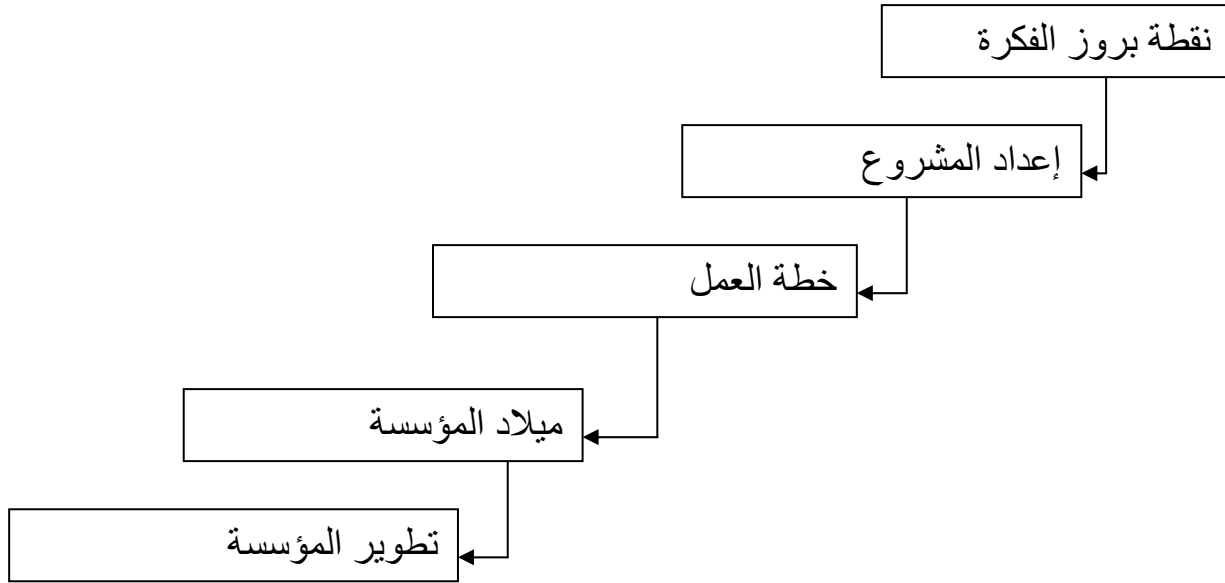 نقطة بروز الفكرة
إعداد المشروع
خطة العمل
ميلاد المؤسسة
تطوير المؤسسة